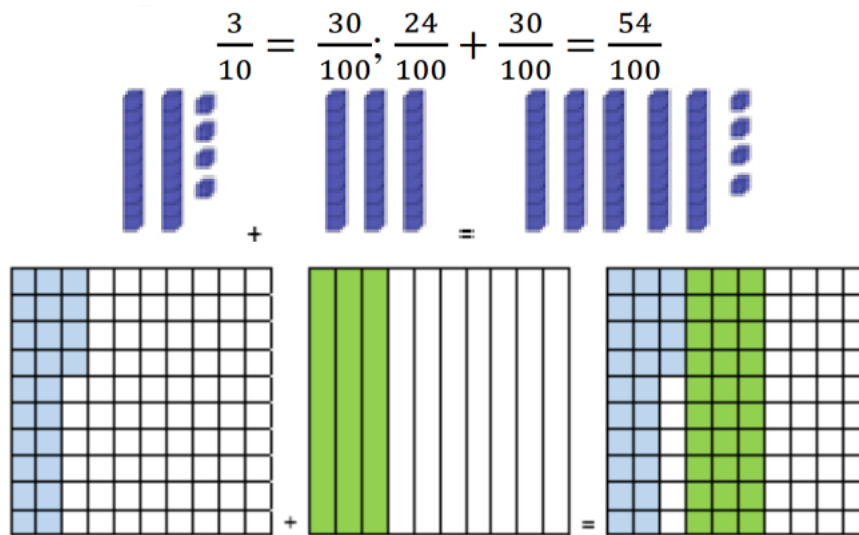 3/10 = 30/100; 24/100 + 30/100 = 54/100
+ =
+ =